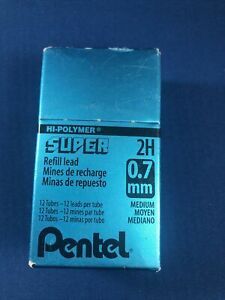 HI-POLYMER®
SUPER 2H
Refill lead
Mines de recharge
Minas de repuesto
0.7
mm
12 Tubes – 12 leads per tube
12 Tubes – 12 mines par tube
12 Tubos – 12 minas por tubo
MEDIUM
MOYEN
MEDIANO
Pentel